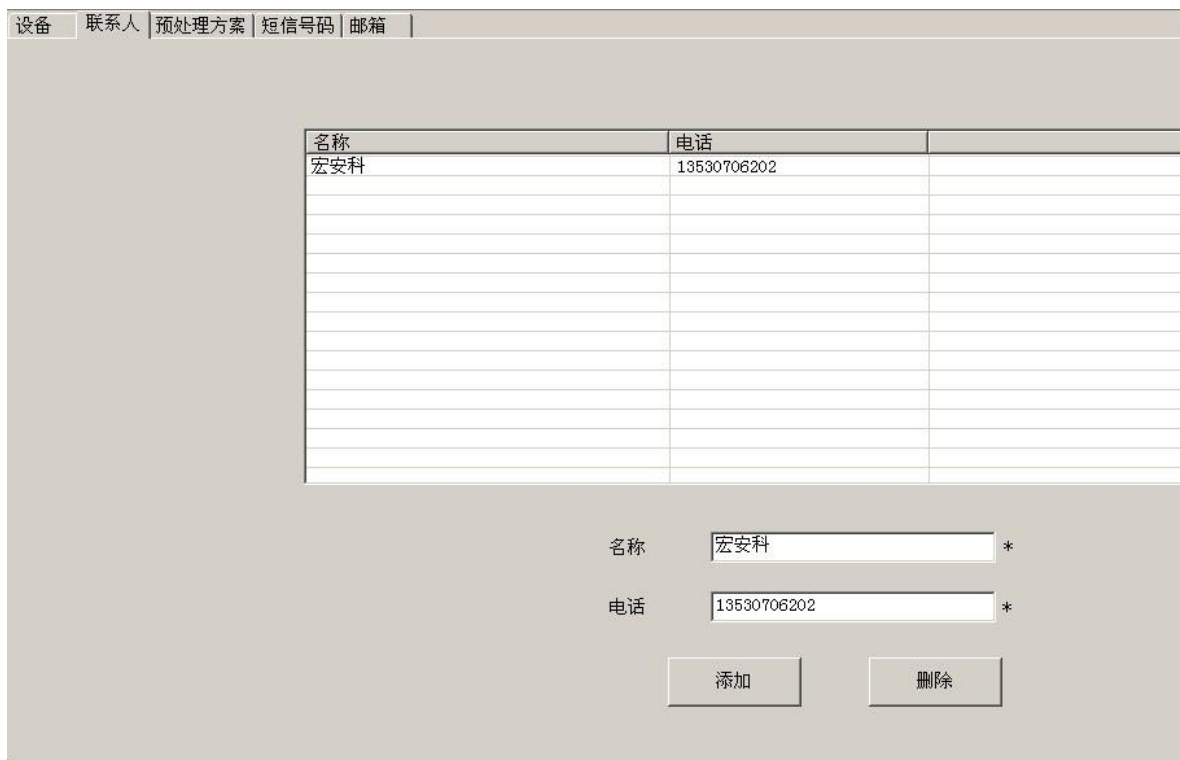 设备 联系人 预处理方案 短信号码 邮箱
名称 电话
宏安科 13530706202
名称 宏安科 *
电话 13530706202 *
添加 删除